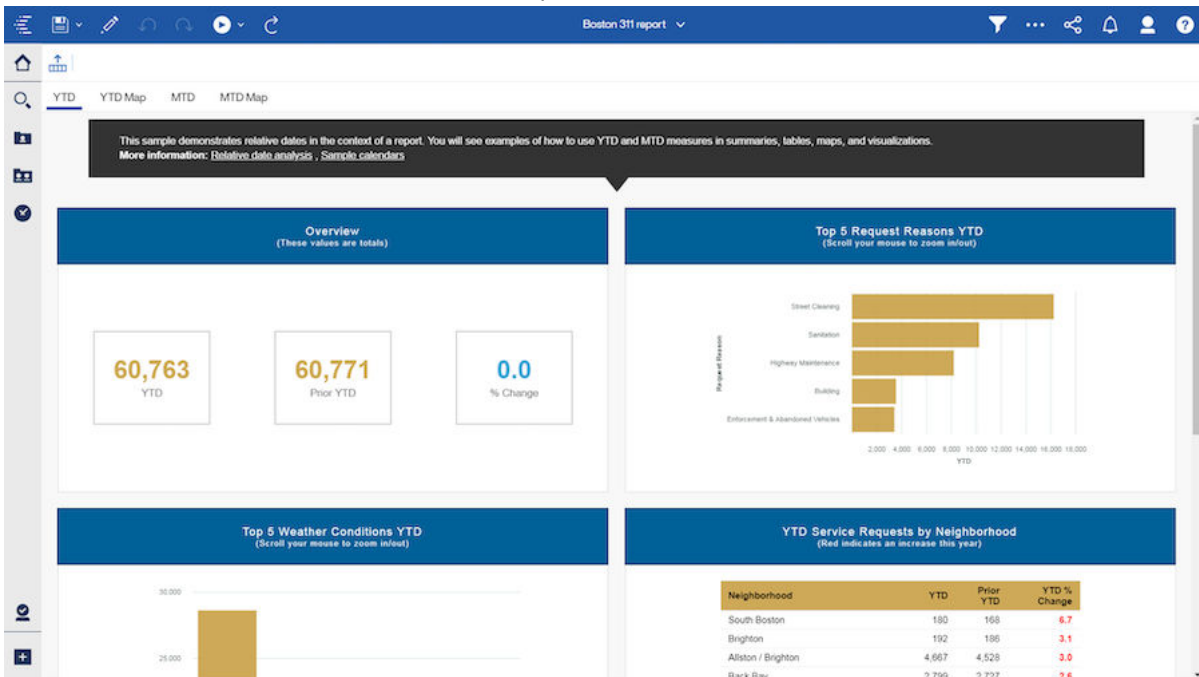 Boston 311 report
YTD
YTD Map
MTD
MTD Map
This sample demonstrates relative dates in the context of a report. You will see examples of how to use YTD and MTD measures in summaries, tables, maps, and visualizations.
More information: Relative date analysis , Sample calendars
Overview
(These values are totals)
60,763
YTD
60,771
Prior YTD
0.0
% Change
Top 5 Request Reasons YTD
(Scroll your mouse to zoom in/out)
Request Reason
Street Cleaning
Sanitation
Highway Maintenance
Building
Enforcement & Abandoned Vehicles
2,000 4,000 6,000 8,000 10,000 12,000 14,000 16,000 18,000
YTD
Top 5 Weather Conditions YTD
(Scroll your mouse to zoom in/out)
30,000
25,000
YTD Service Requests by Neighborhood
(Red indicates an increase this year)
Neighborhood YTD Prior YTD YTD % Change
South Boston 180 168 6.7
Brighton 192 186 3.1
Allston / Brighton 4,667 4,528 3.0
Back Bay 2,799 2,727 2.6